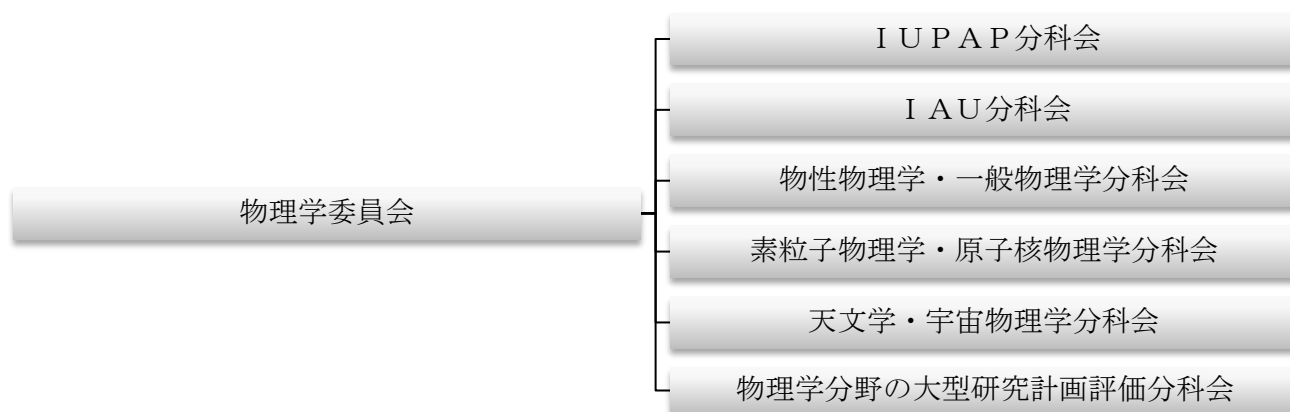 物理学委員会
ＩＵＰＡＰ分科会
ＩＡＵ分科会
物性物理学・一般物理学分科会
素粒子物理学・原子核物理学分科会
天文学・宇宙物理学分科会
物理学分野の大型研究計画評価分科会